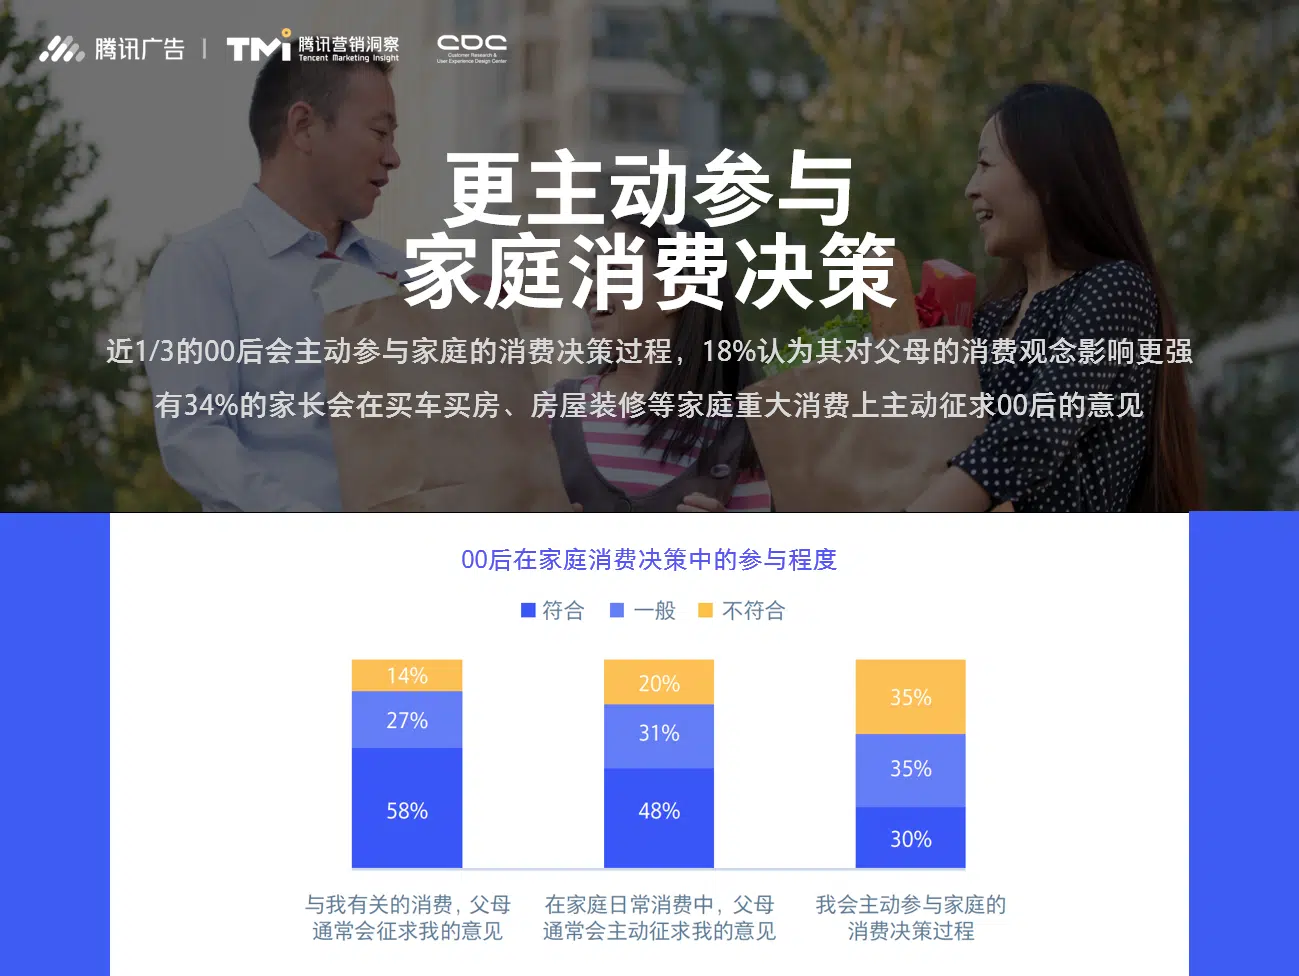 腾讯广告 | TMi 腾讯营销洞察
Tencent Marketing Insight
CDC
Customer Research &
User Experience Design Center
更主动参与
家庭消费决策
近1/3的00后会主动参与家庭的消费决策过程，18%认为其对父母的消费观念影响更强
有34%的家长会在买车买房、房屋装修等家庭重大消费上主动征求00后的意见
00后在家庭消费决策中的参与程度
符合 一般 不符合
14% 20% 35%
27% 31% 35%
58% 48% 30%
与我有关的消费，父母
通常会征求我的意见
在家庭日常消费中，父母
通常会主动征求我的意见
我会主动参与家庭的
消费决策过程